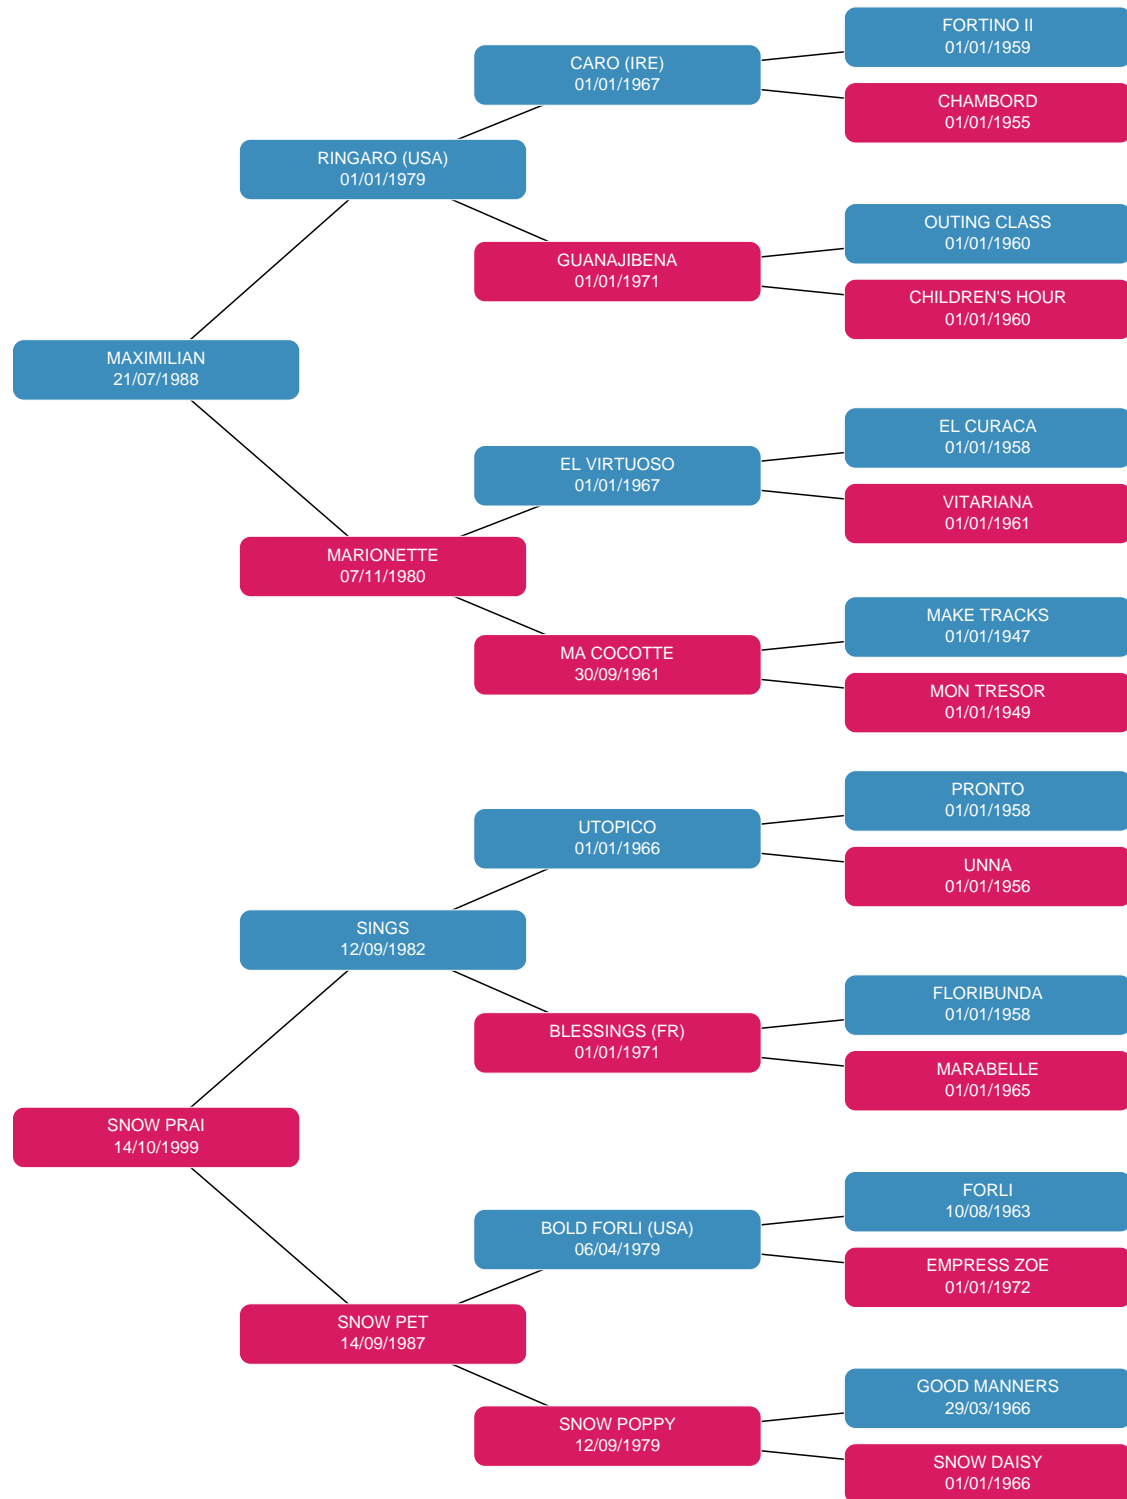 FORTINO II
01/01/1959
CARO (IRE)
01/01/1967
CHAMBORD
01/01/1955
RINGARO (USA)
01/01/1979
OUTING CLASS
01/01/1960
GUANAJIBENA
01/01/1971
CHILDREN'S HOUR
01/01/1960
MAXIMILIAN
21/07/1988
EL CURACA
01/01/1958
EL VIRTUOSO
01/01/1967
VITARIANA
01/01/1961
MARIONETTE
07/11/1980
MAKE TRACKS
01/01/1947
MA COCOTTE
30/09/1961
MON TRESOR
01/01/1949
PRONTO
01/01/1958
UTOPICO
01/01/1966
UNNA
01/01/1956
SINGS
12/09/1982
FLORIBUNDA
01/01/1958
BLESSINGS (FR)
01/01/1971
MARABELLE
01/01/1965
SNOW PRAI
14/10/1999
FORLI
10/08/1963
BOLD FORLI (USA)
06/04/1979
EMPRESS ZOE
01/01/1972
SNOW PET
14/09/1987
GOOD MANNERS
29/03/1966
SNOW POPPY
12/09/1979
SNOW DAISY
01/01/1966